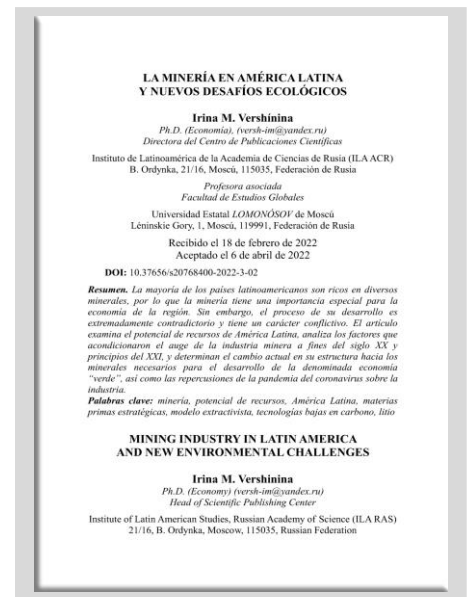 LA MINERÍA EN AMÉRICA LATINA
Y NUEVOS DESAFÍOS ECOLÓGICOS
Irina M. Vershínina
Ph.D. (Economía), (versh-im@yandex.ru)
Directora del Centro de Publicaciones Científicas
Instituto de Latinoamérica de la Academia de Ciencias de Rusia (ILA ACR)
B. Ordynka, 21/16, Moscú, 115035, Federación de Rusia
Profesora asociada
Facultad de Estudios Globales
Universidad Estatal LOMONÓSOV de Moscú
Léninskie Gory, 1, Moscú, 119991, Federación de Rusia
Recibido el 18 de febrero de 2022
Aceptado el 6 de abril de 2022
DOI: 10.37656/s20768400-2022-3-02
Resumen. La mayoría de los países latinoamericanos son ricos en diversos
minerales, por lo que la minería tiene una importancia especial para la
economía de la región. Sin embargo, el proceso de su desarrollo es
extremadamente contradictorio y tiene un carácter conflictivo. El artículo
examina el potencial de recursos de América Latina, analiza los factores que
acondicionaron el auge de la industria minera a fines del siglo XX y
principios del XXI, y determinan el cambio actual en su estructura hacia los
minerales necesarios para el desarrollo de la denominada economía
“verde”, así como las repercusiones de la pandemia del coronavirus sobre la
industria.
Palabras clave: minería, potencial de recursos, América Latina, materias
primas estratégicas, modelo extractivista, tecnologías bajas en carbono, litio
MINING INDUSTRY IN LATIN AMERICA
AND NEW ENVIRONMENTAL CHALLENGES
Irina M. Vershinina
Ph.D. (Economy) (versh-im@yandex.ru)
Head of Scientific Publishing Center
Institute of Latin American Studies, Russian Academy of Science (ILA RAS)
21/16, B. Ordynka, Moscow, 115035, Russian Federation